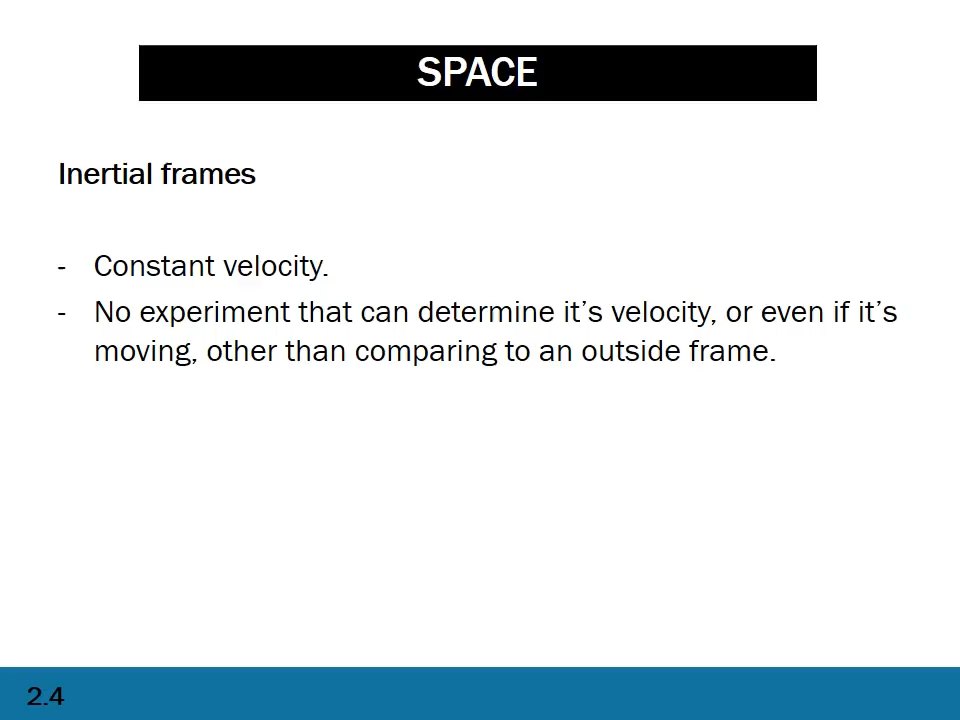 SPACE
Inertial frames
- Constant velocity.
- No experiment that can determine it’s velocity, or even if it’s
moving, other than comparing to an outside frame.
2.4